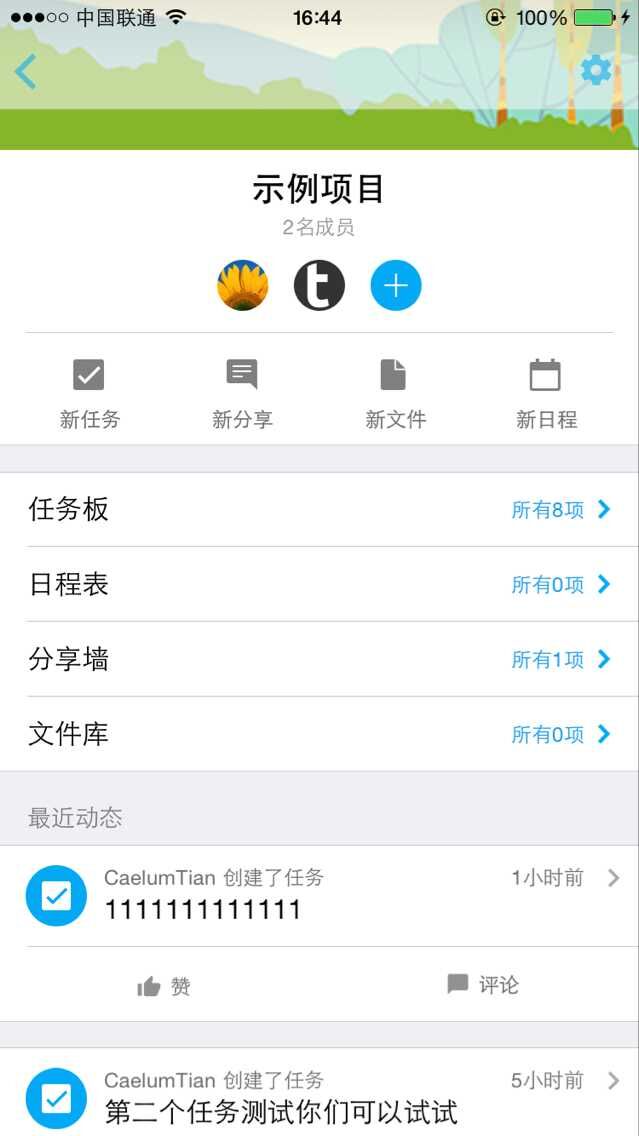 中国联通 16:44 100%
示例项目
2名成员
t
新任务 新分享 新文件 新日程
任务板 所有8项
日程表 所有0项
分享墙 所有1项
文件库 所有0项
最近动态
CaelumTian 创建了任务 1小时前
1111111111111
赞 评论
CaelumTian 创建了任务 5小时前
第二个任务测试你们可以试试